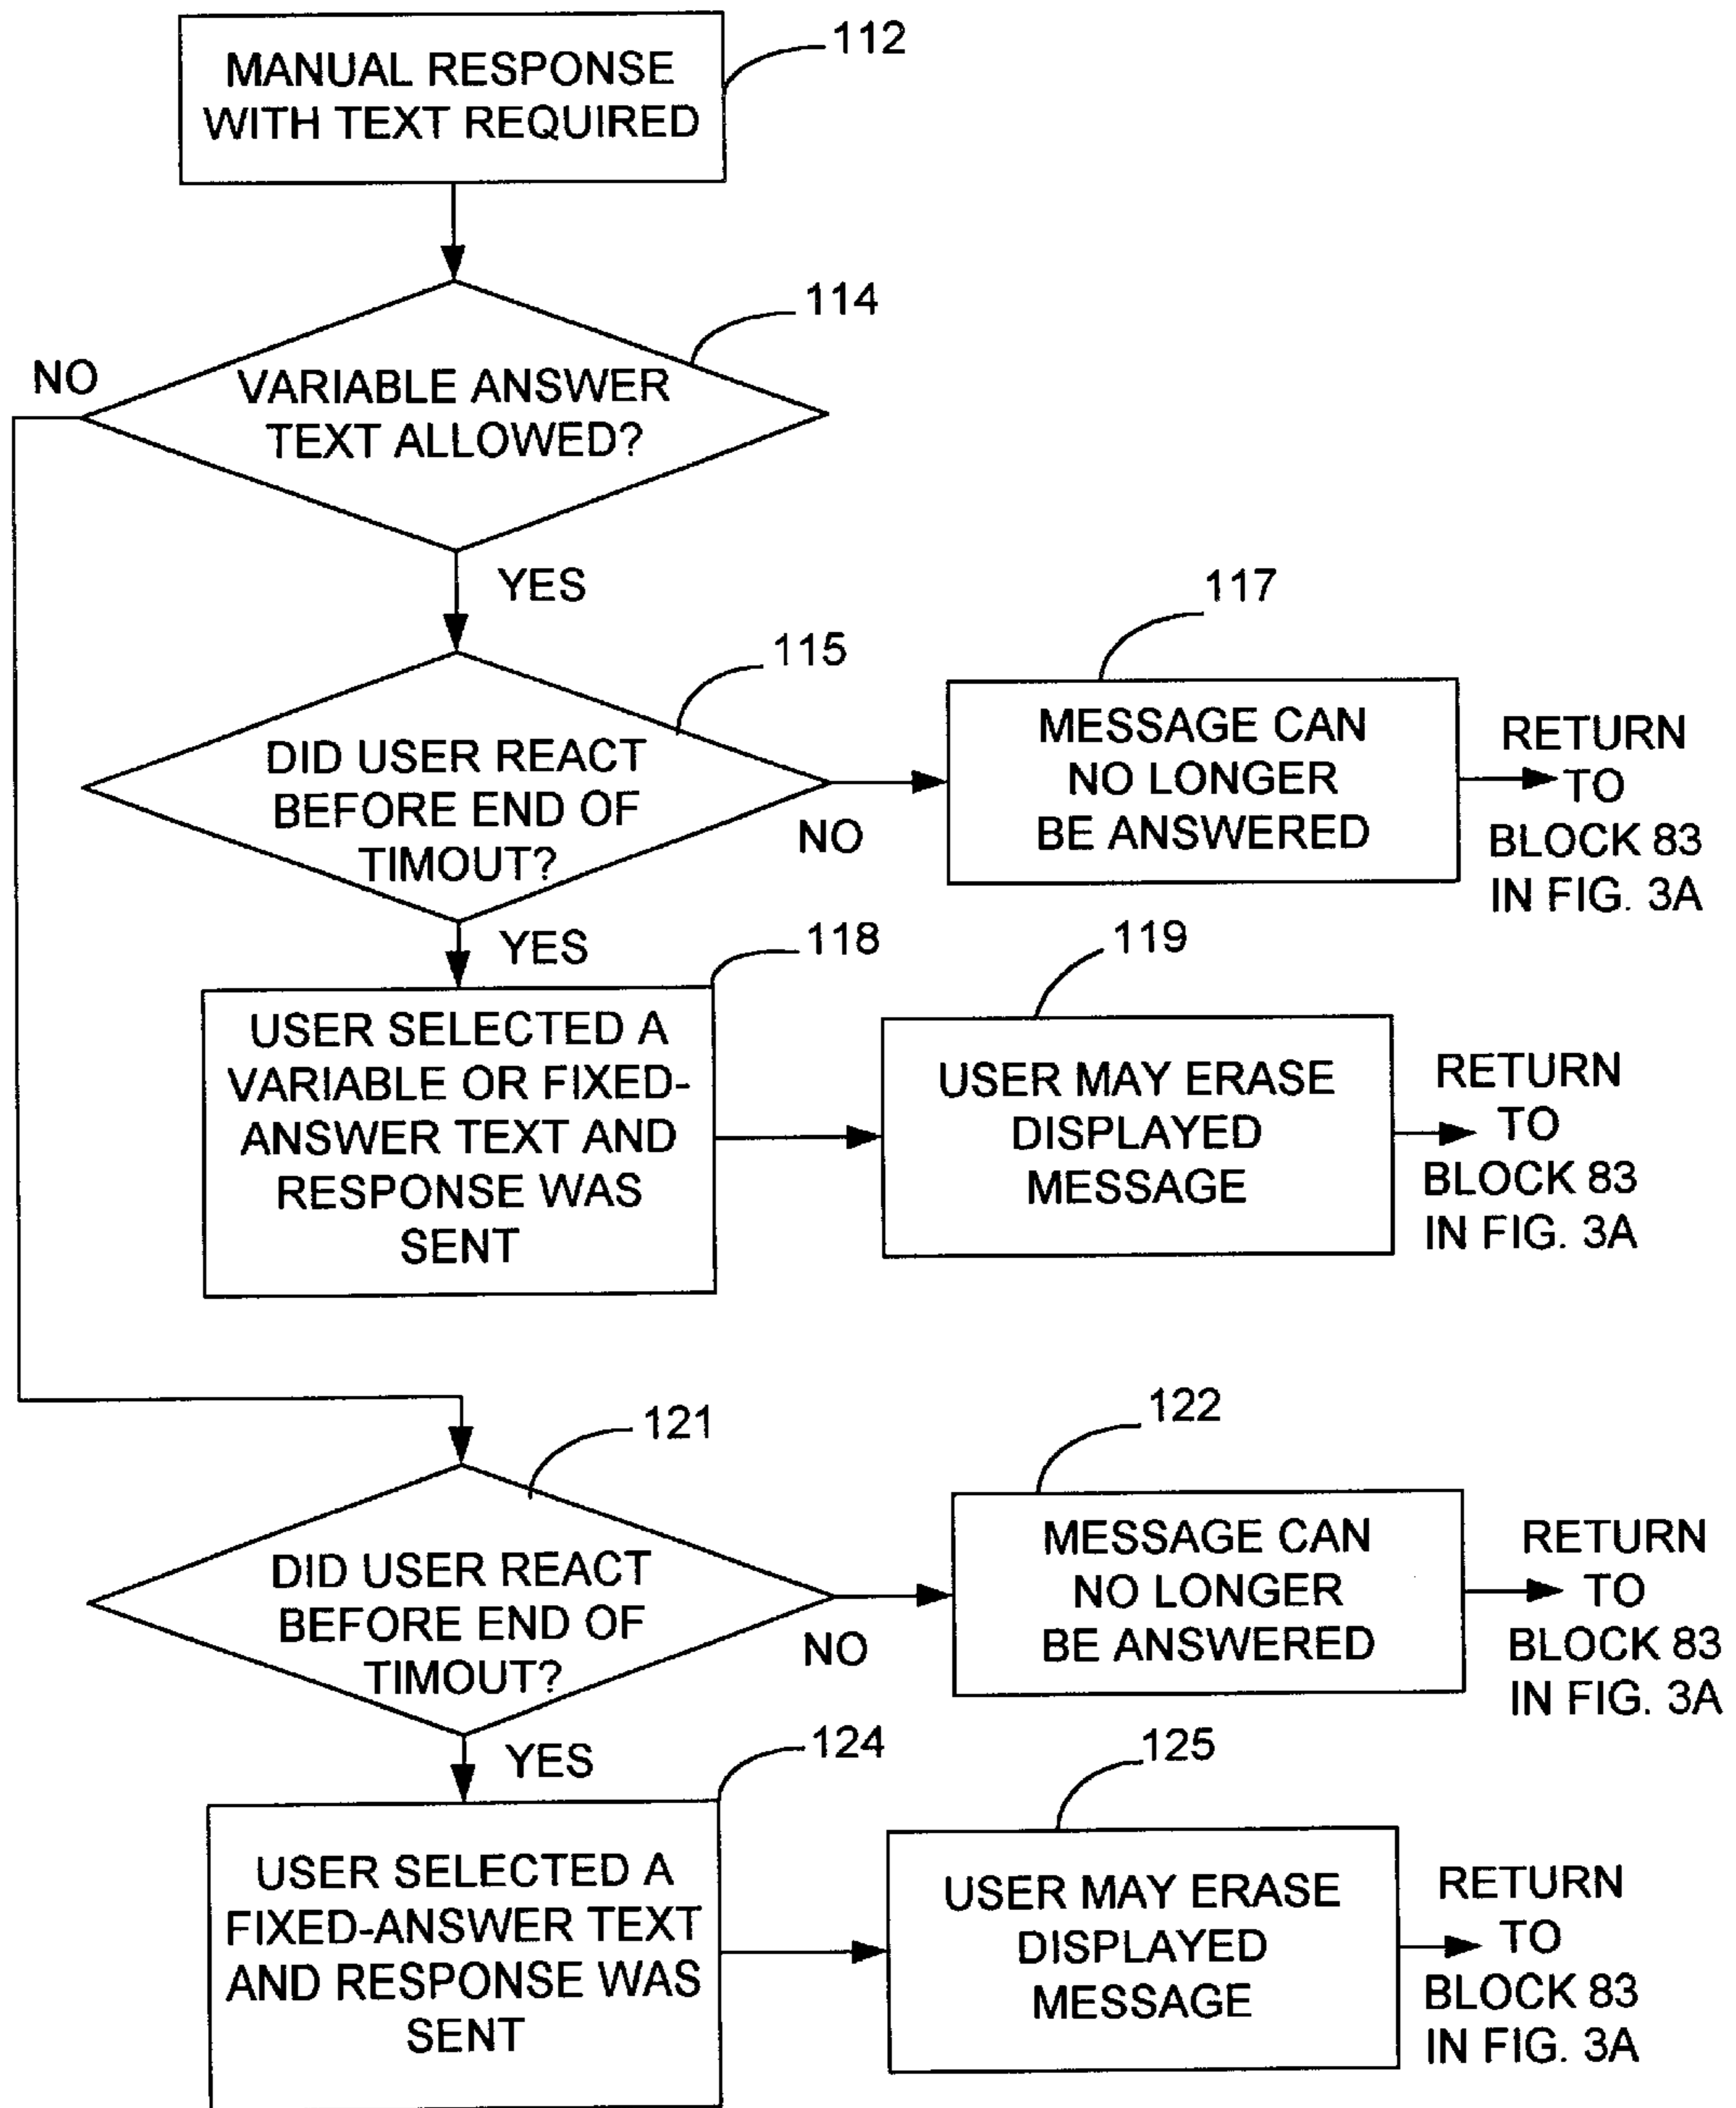 112
MANUAL RESPONSE
WITH TEXT REQUIRED
114
NO
VARIABLE ANSWER
TEXT ALLOWED?
YES
115
DID USER REACT
BEFORE END OF
TIMOUT?
NO
117
MESSAGE CAN
NO LONGER
BE ANSWERED
RETURN
TO
BLOCK 83
IN FIG. 3A
YES
118
USER SELECTED A
VARIABLE OR FIXED-
ANSWER TEXT AND
RESPONSE WAS
SENT
119
USER MAY ERASE
DISPLAYED
MESSAGE
RETURN
TO
BLOCK 83
IN FIG. 3A
121
DID USER REACT
BEFORE END OF
TIMOUT?
NO
122
MESSAGE CAN
NO LONGER
BE ANSWERED
RETURN
TO
BLOCK 83
IN FIG. 3A
YES
124
USER SELECTED A
FIXED-ANSWER TEXT
AND RESPONSE WAS
SENT
125
USER MAY ERASE
DISPLAYED
MESSAGE
RETURN
TO
BLOCK 83
IN FIG. 3A